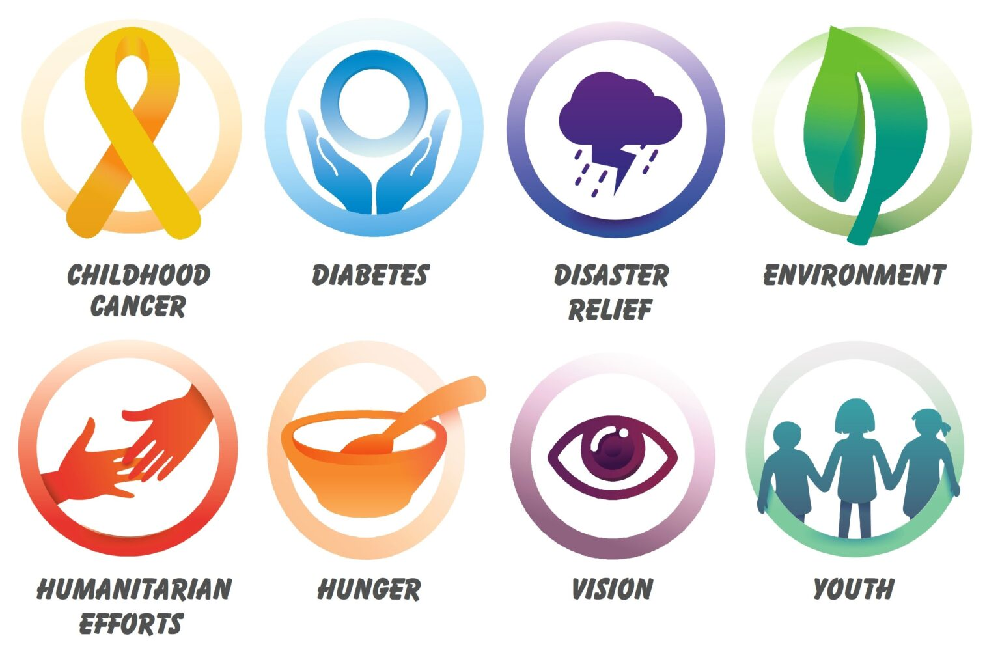 CHILDHOOD
CANCER
DIABETES
DISASTER
RELIEF
ENVIRONMENT
HUMANITARIAN
EFFORTS
HUNGER
VISION
YOUTH